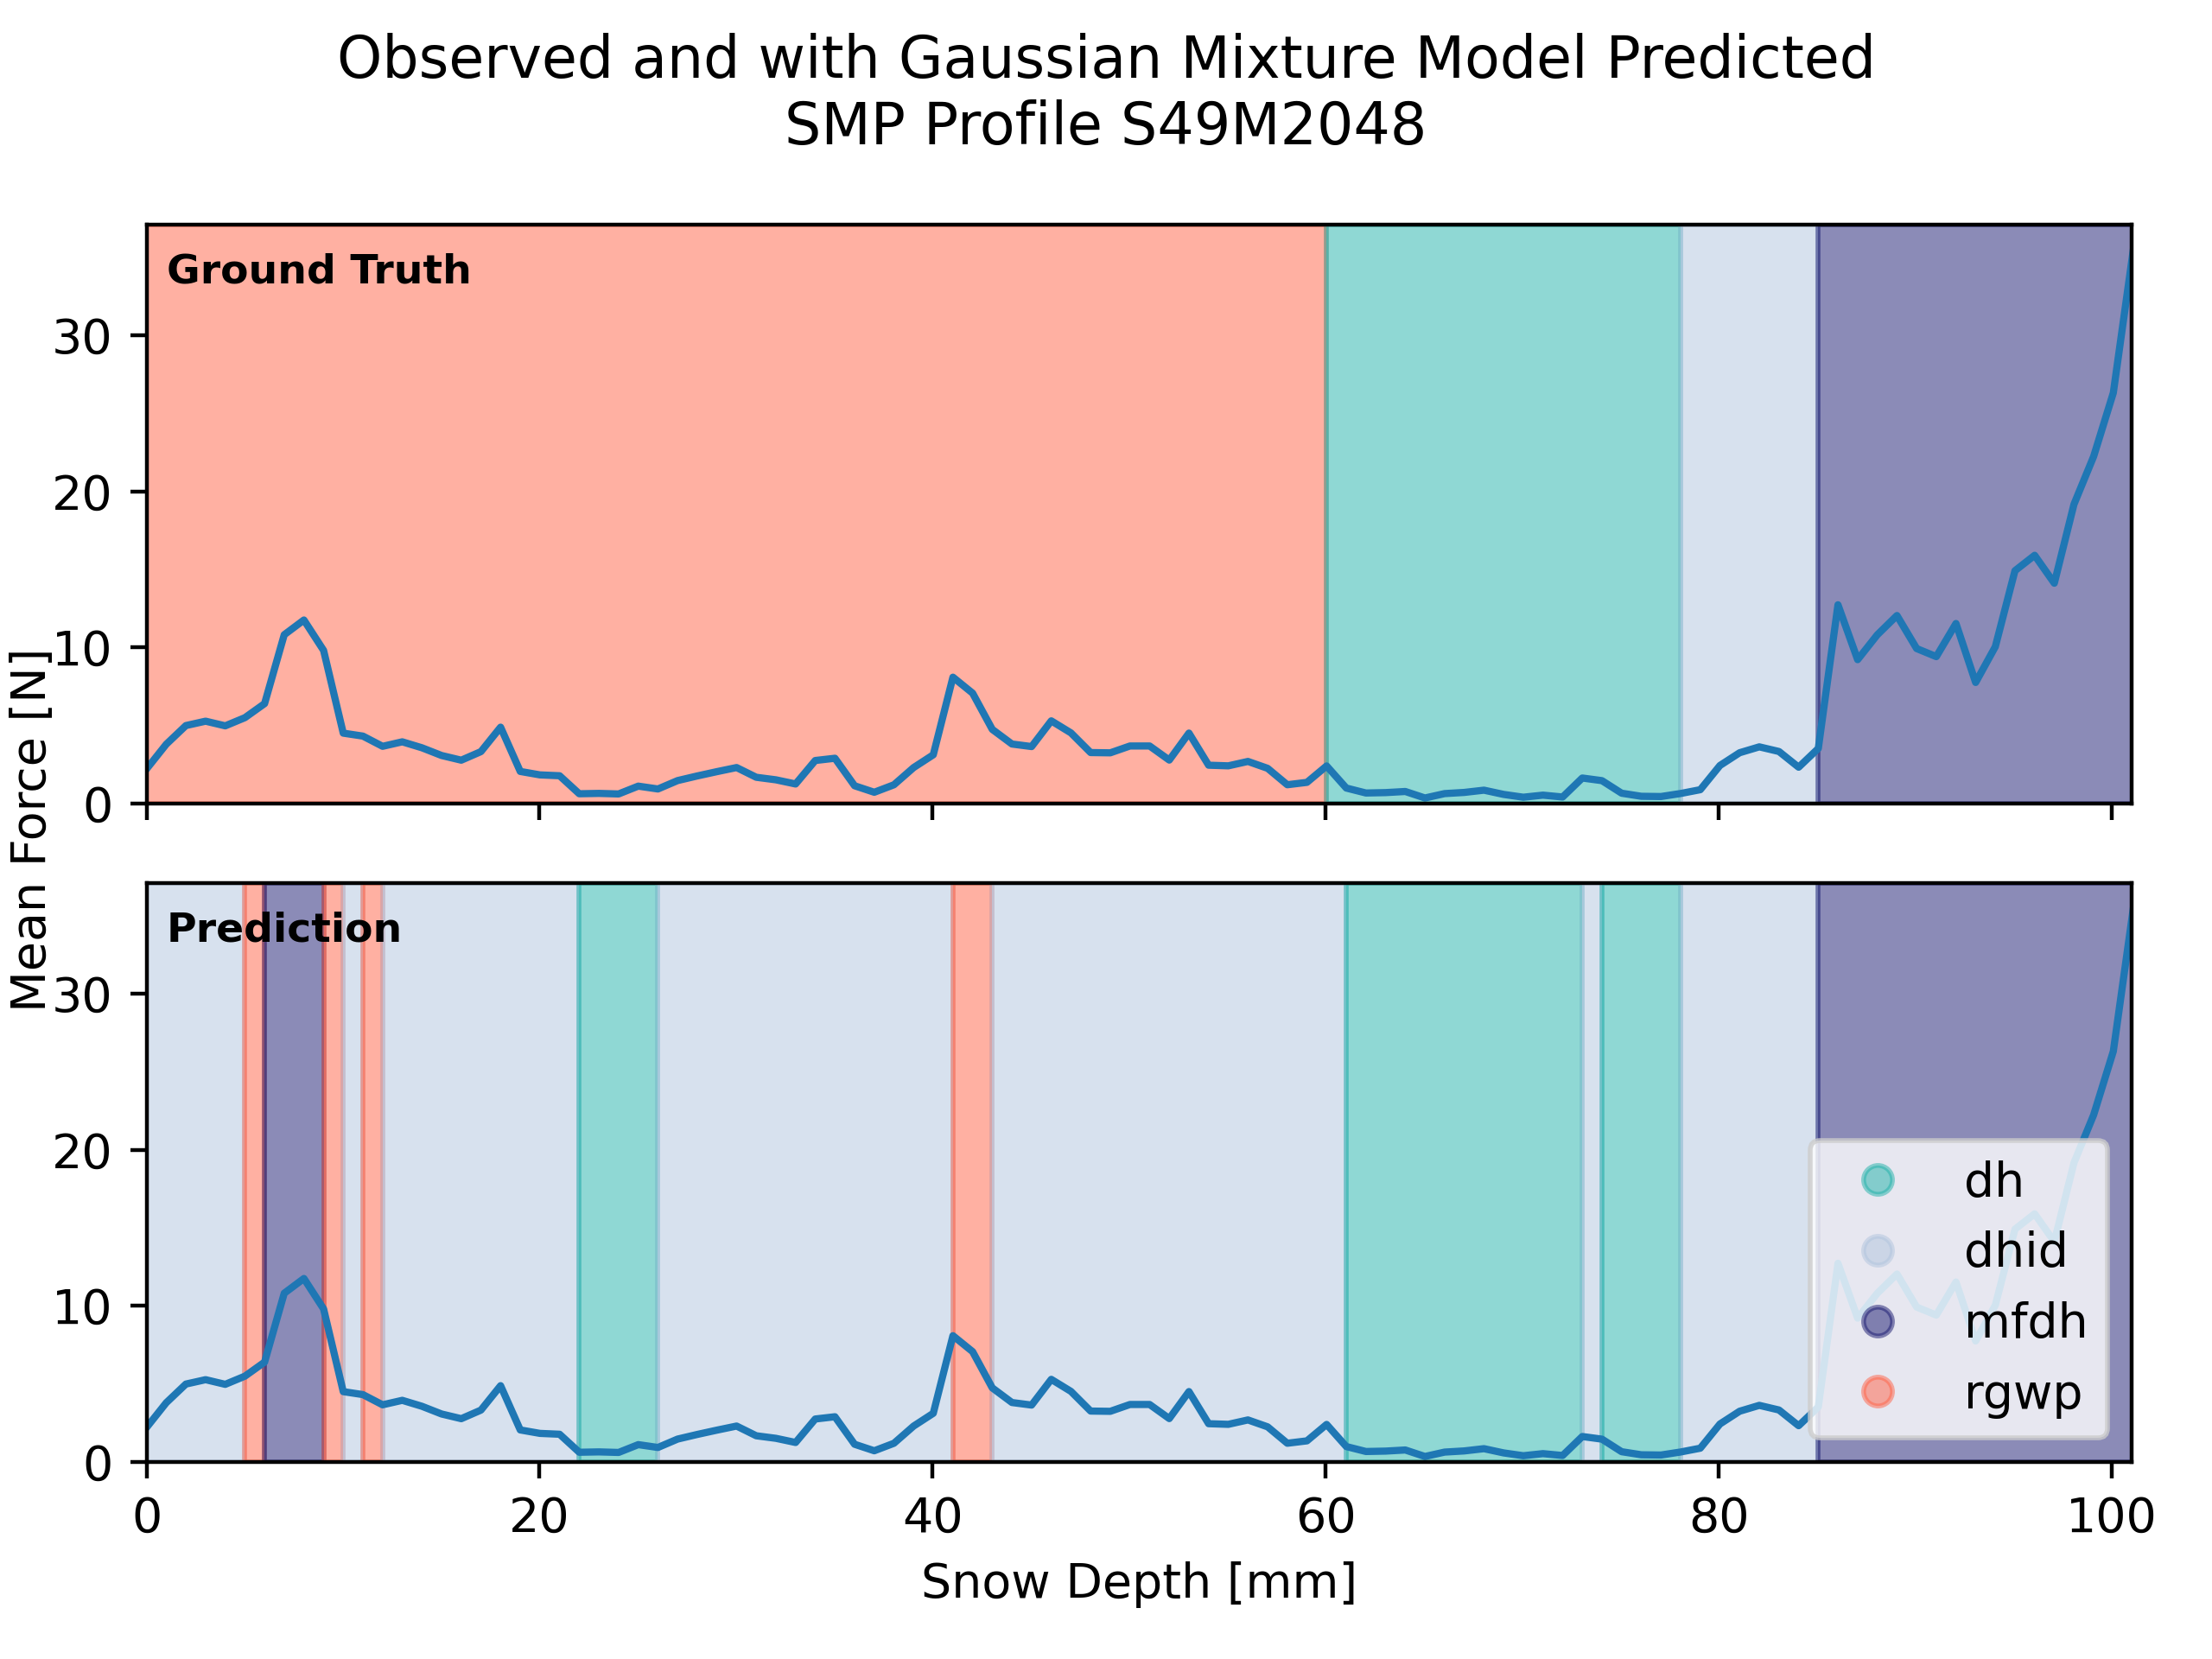 Observed and with Gaussian Mixture Model Predicted
SMP Profile S49M2048
Ground Truth
30
20
10
0
Mean Force [N]
Prediction
30
20
10
0
dh
dhid
mfdh
rgwp
0 20 40 60 80 100
Snow Depth [mm]